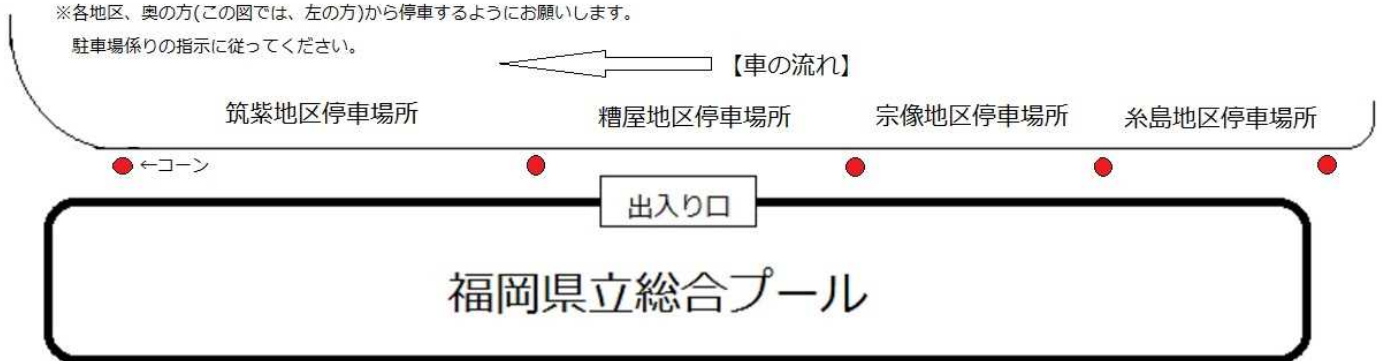 ※各地区、奥の方(この図では、左の方)から停車するようにお願いします。
駐車場係りの指示に従ってください。
【車の流れ】
筑紫地区停車場所
糟屋地区停車場所
宗像地区停車場所
糸島地区停車場所
←コーン
出入り口
福岡県立総合プール